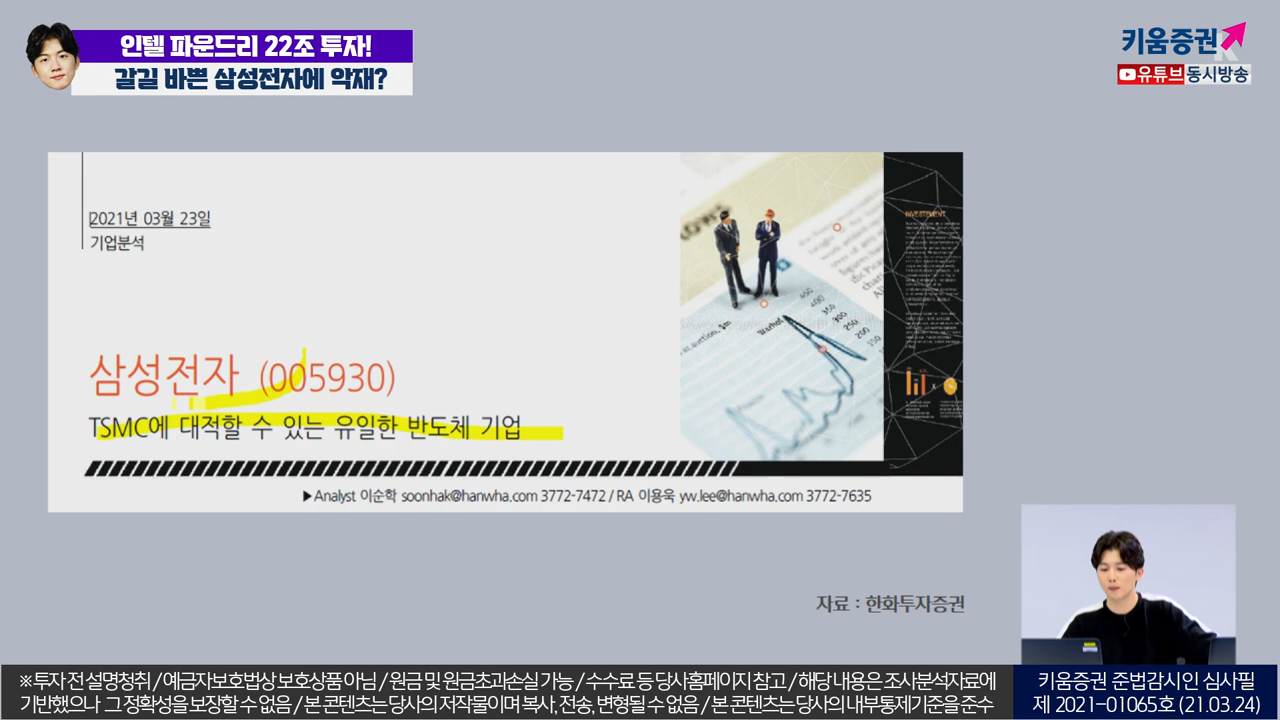 인텔 파운드리 22조 투자!
갈길 바쁜 삼성전자에 악재?
키움증권
유튜브 동시방송
2021년 03월 23일
기업분석
삼성전자 (005930)
TSMC에 대적할 수 있는 유일한 반도체 기업
▶Analyst 이순학 soonhak@hanwha.com 3772-7472 / RA 이용욱 yw.lee@hanwha.com 3772-7635
INVESTEMENT
Market
450
400
350
300
250
200
150
자료 : 한화투자증권
※ 투자 전 설명청취 / 예금자보호법상 보호상품 아님 / 원금 및 원금초과손실 가능 / 수수료 등 당사홈페이지 참고 / 해당 내용은 조사분석자료에
기반했으나 그 정확성을 보장할 수 없음 / 본 콘텐츠는 당사의 저작물이며 복사, 전송, 변형될 수 없음 / 본 콘텐츠는 당사의 내부통제기준을 준수
키움증권 준법감시인 심사필
제 2021-01065호 (21.03.24)